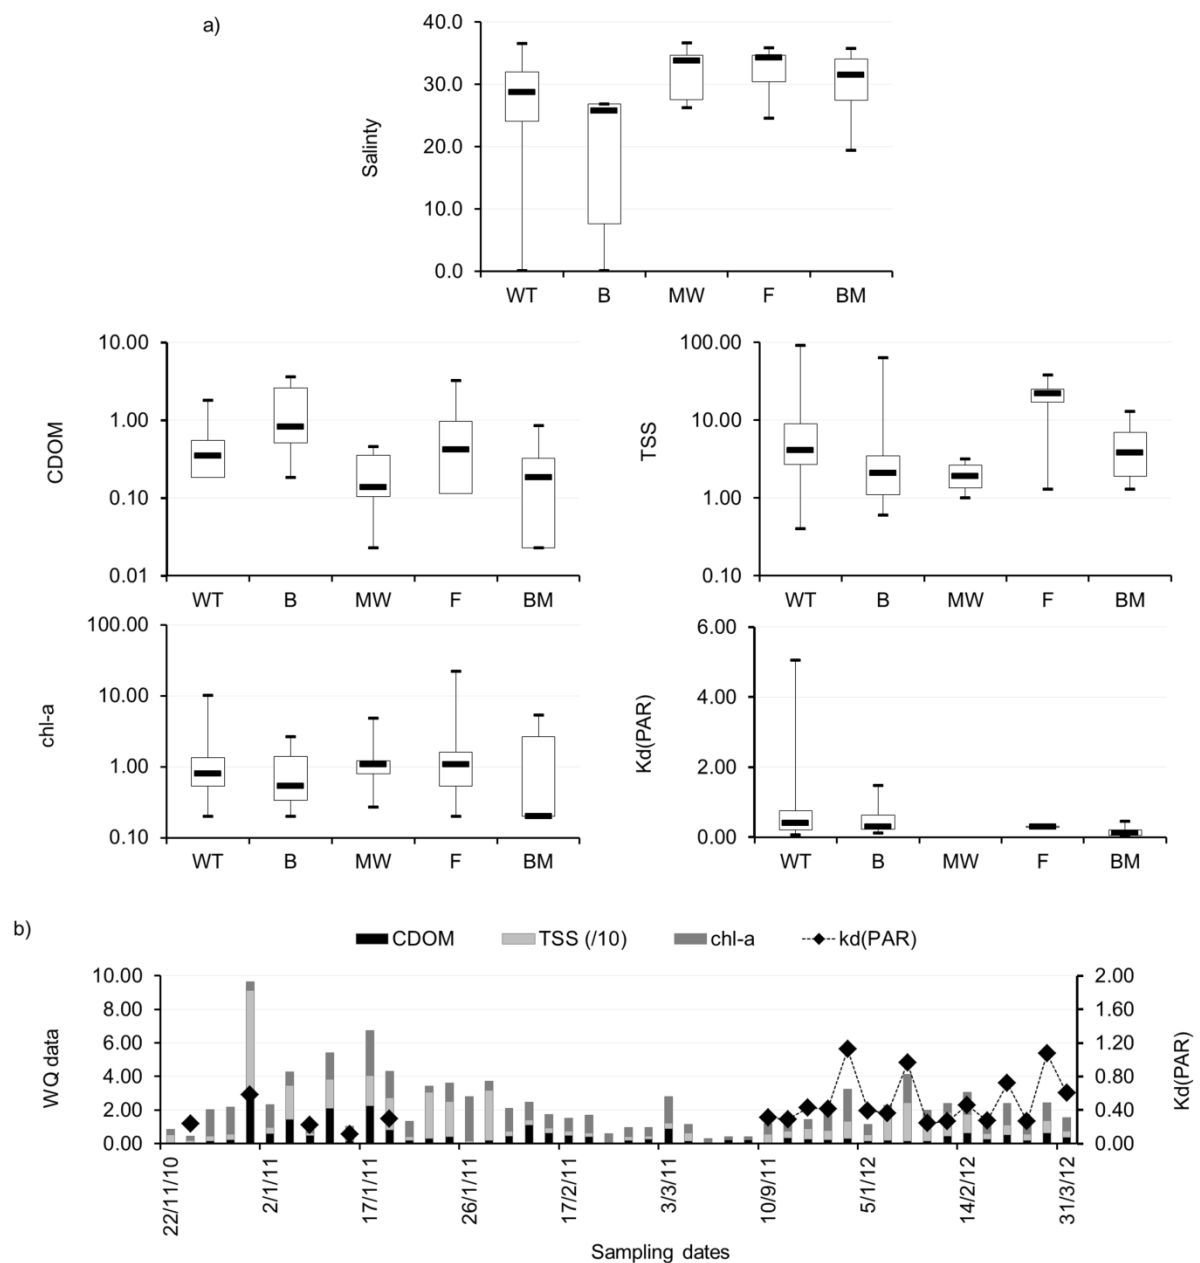 a)
Salinty
40.0
30.0
20.0
10.0
0.0
WT B MW F BM
CDOM
10.00
1.00
0.10
0.01
WT B MW F BM
TSS
100.00
10.00
1.00
0.10
WT B MW F BM
chl-a
100.00
10.00
1.00
0.10
WT B MW F BM
Kd(PAR)
6.00
4.00
2.00
0.00
WT B MW F BM
b)
CDOM TSS (/10) chl-a kd(PAR)
WQ data
10.00
8.00
6.00
4.00
2.00
0.00
2.00
1.60
1.20
0.80
0.40
0.00
Kd(PAR)
22/11/10 2/1/11 17/1/11 26/1/11 17/2/11 3/3/11 10/9/11 5/1/12 14/2/12 31/3/12
Sampling dates